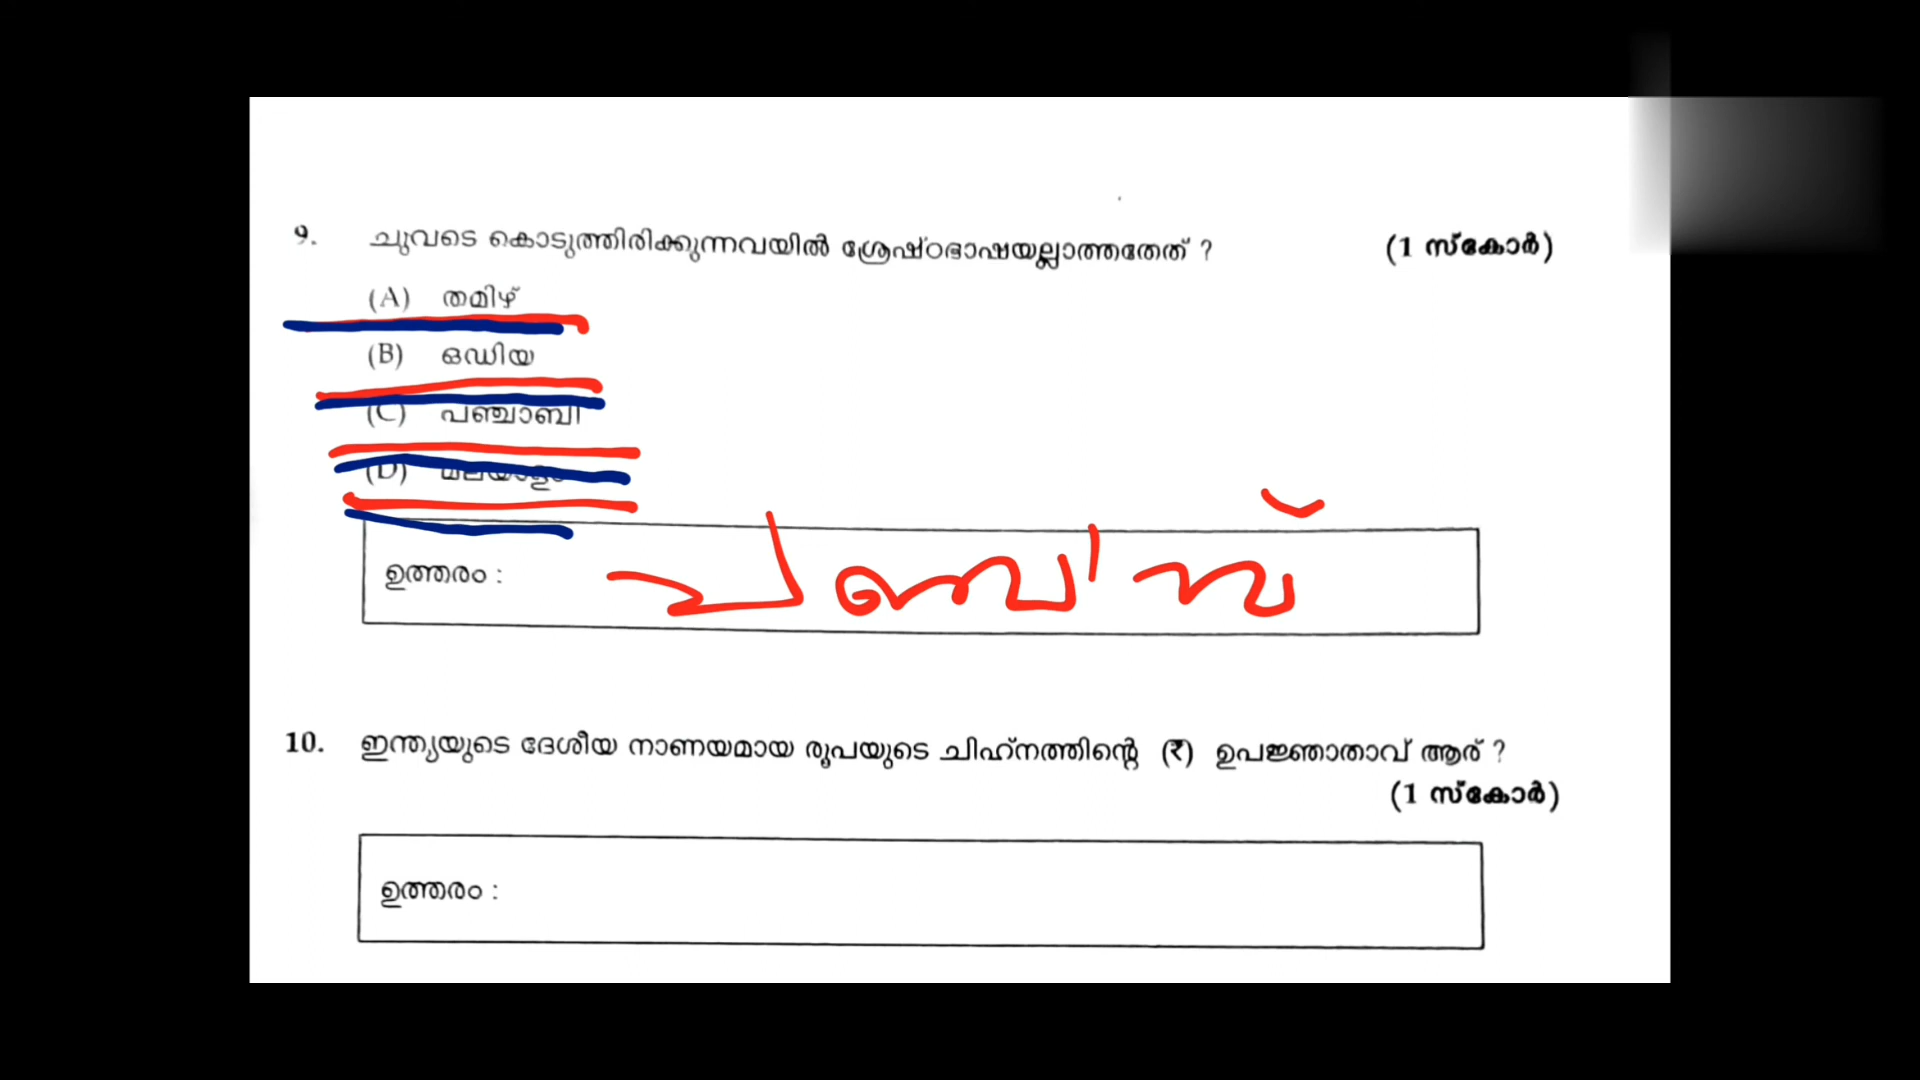 9. ചുവടെ കൊടുത്തിരിക്കുന്നവയിൽ ശ്രേഷ്ഠഭാഷയല്ലാത്തതേത് ? (1 സ്കോർ)
(A) തമിഴ്
(B) ഒഡിയ
(C) പഞ്ചാബി
(D) മലയാളം
ഉത്തരം :
10. ഇന്ത്യയുടെ ദേശീയ നാണയമായ രൂപയുടെ ചിഹ്നത്തിന്റെ (₹) ഉപജ്ഞാതാവ് ആര് ?
(1 സ്കോർ)
ഉത്തരം :